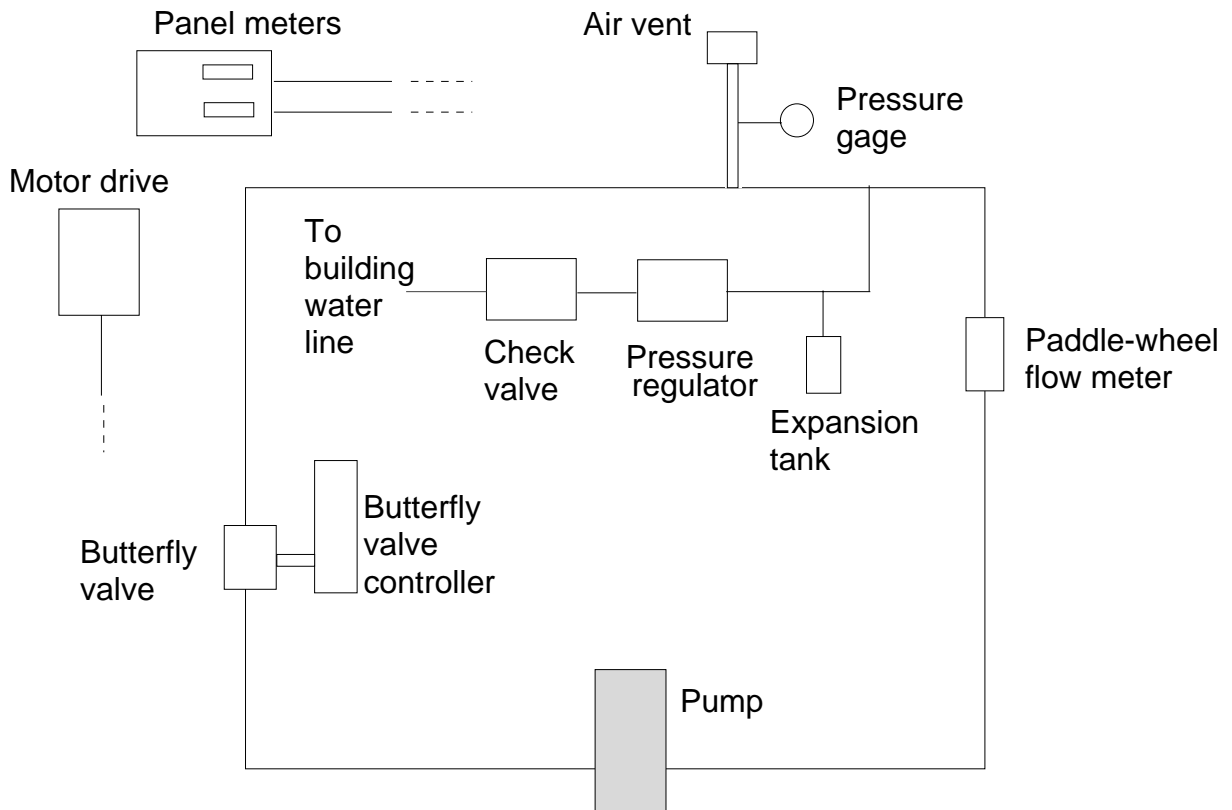 Panel meters
Air vent
Pressure
gage
Motor drive
To
building
water
line
Check
valve
Pressure
regulator
Expansion
tank
Paddle-wheel
flow meter
Butterfly
valve
Butterfly
valve
controller
Pump